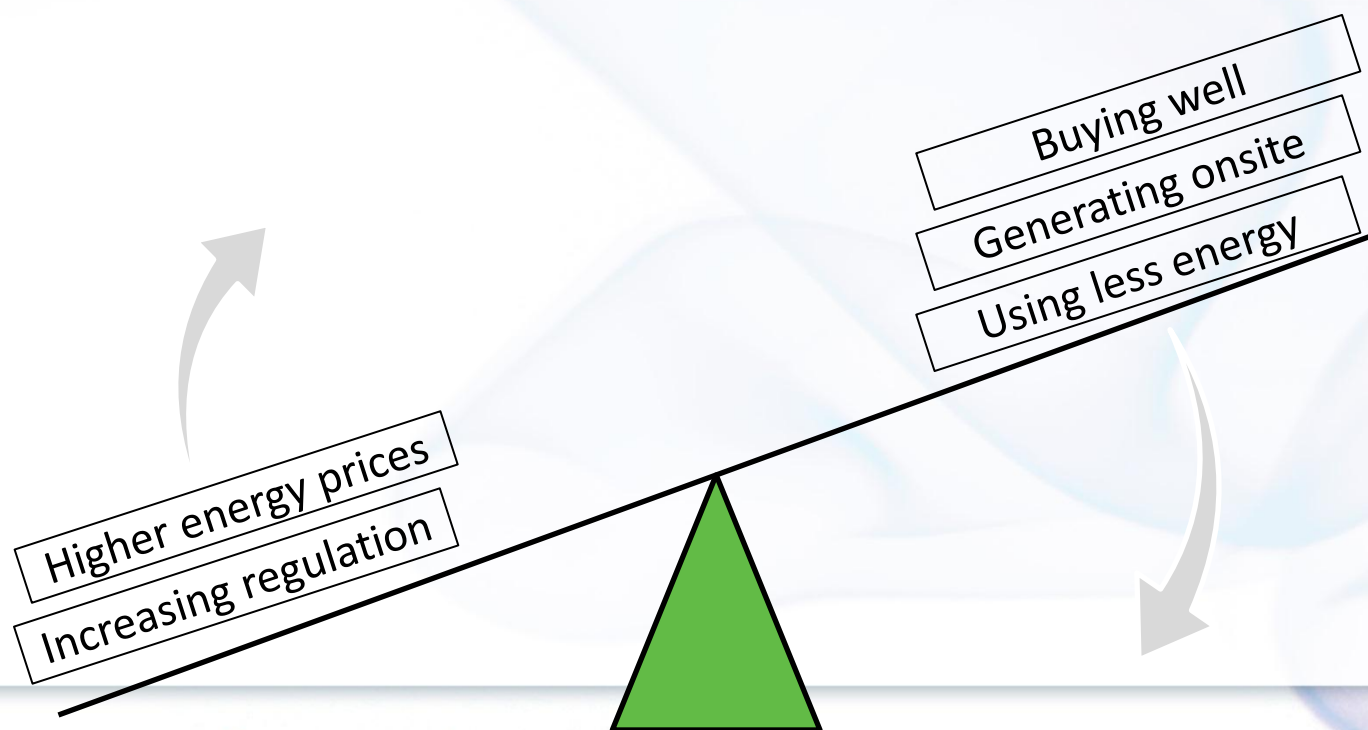 Buying well
Generating onsite
Using less energy
Higher energy prices
Increasing regulation